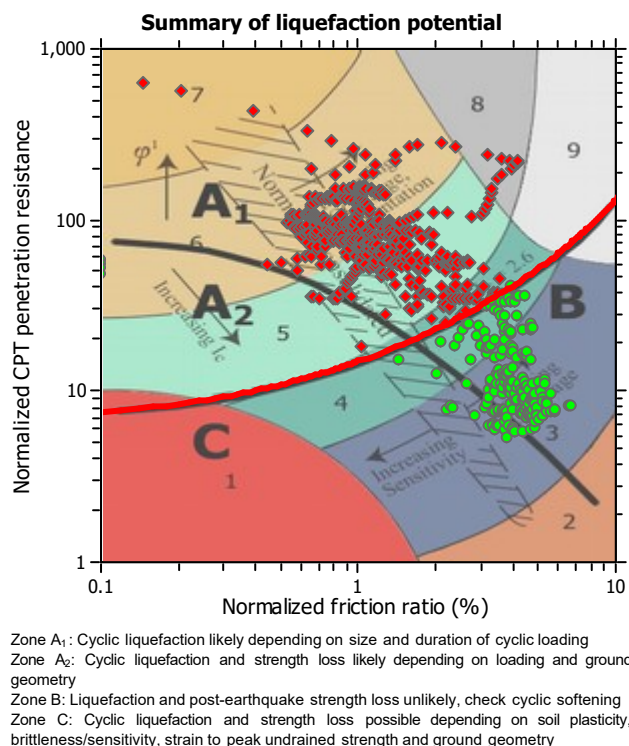 Summary of liquefaction potential
Normalized CPT penetration resistance
1,000
100
10
1
7
8
9
φ'
A₁
6
A₂
5
Increasing Ic
2.6
B
4
C
1
Increasing
Sensitivity
3
2
0.1
1
10
Normalized friction ratio (%)
Zone A₁: Cyclic liquefaction likely depending on size and duration of cyclic loading
Zone A₂: Cyclic liquefaction and strength loss likely depending on loading and ground
geometry
Zone B: Liquefaction and post-earthquake strength loss unlikely, check cyclic softening
Zone C: Cyclic liquefaction and strength loss possible depending on soil plasticity,
brittleness/sensitivity, strain to peak undrained strength and ground geometry